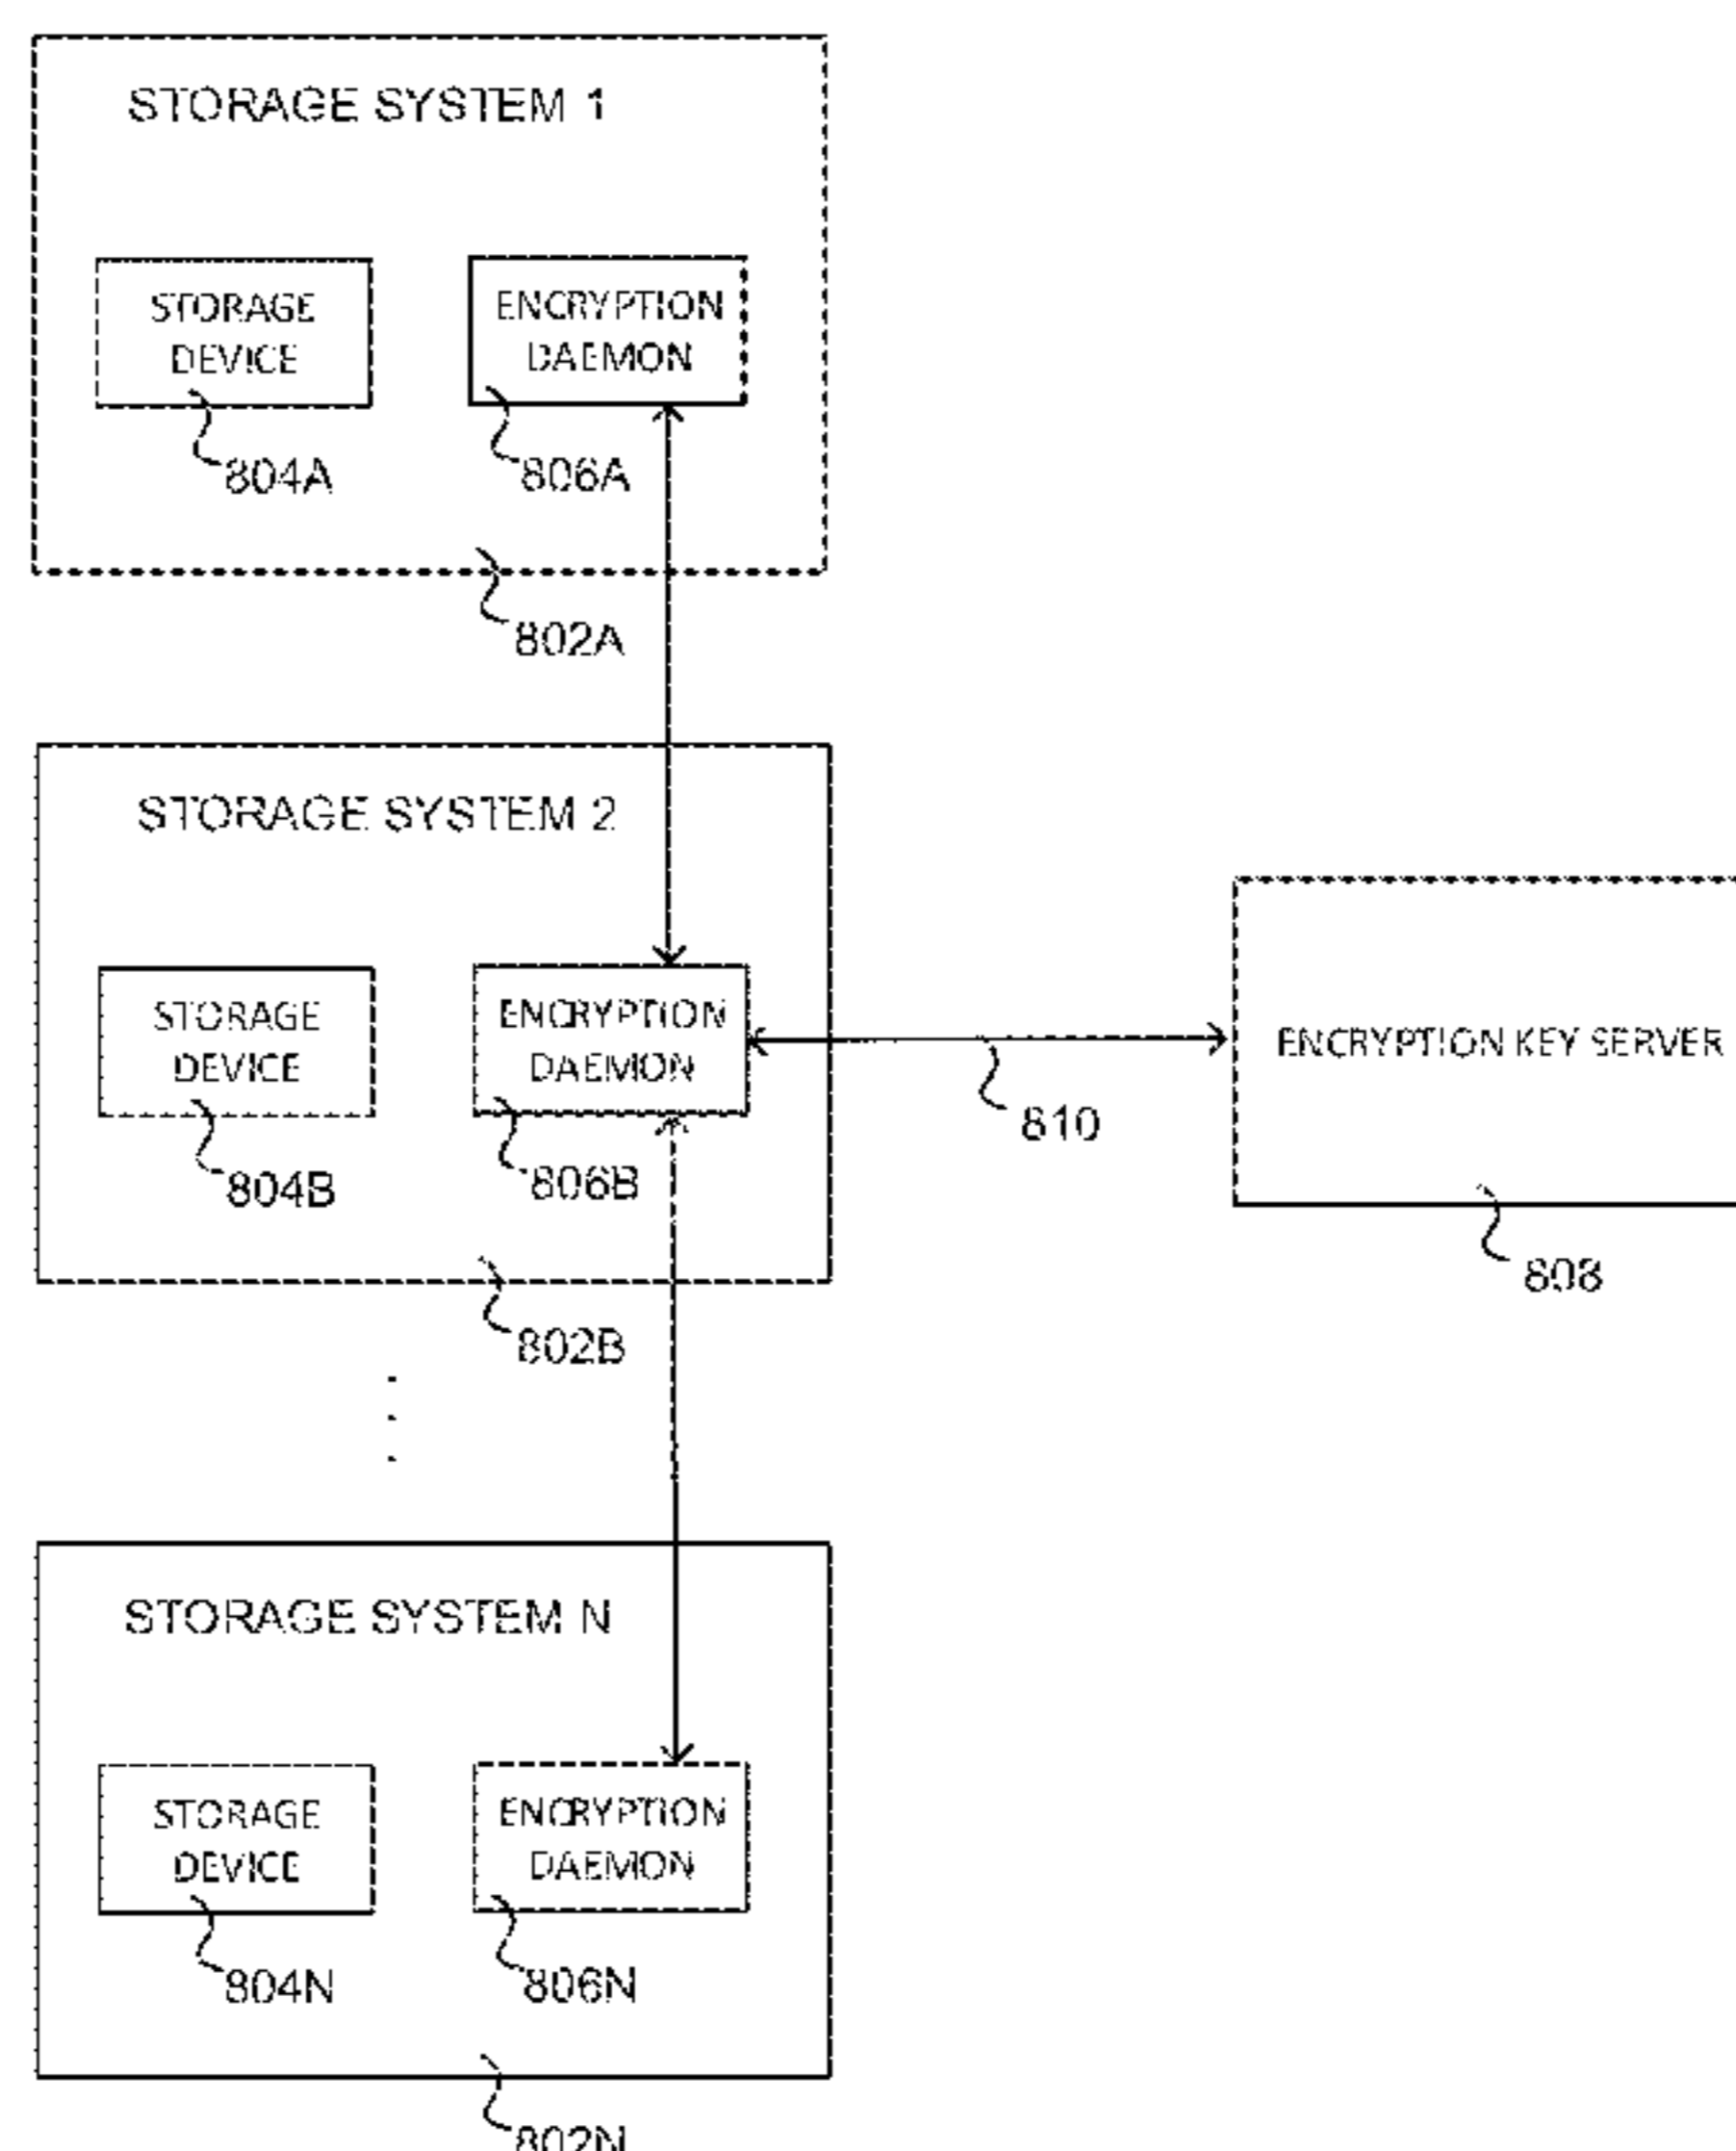 STORAGE SYSTEM 1
STORAGE
DEVICE
ENCRYPTION
DAEMON
804A
806A
802A
STORAGE SYSTEM 2
STORAGE
DEVICE
ENCRYPTION
DAEMON
ENCRYPTION KEY SERVER
810
804B
806B
808
802B
STORAGE SYSTEM N
STORAGE
DEVICE
ENCRYPTION
DAEMON
804N
806N
802N